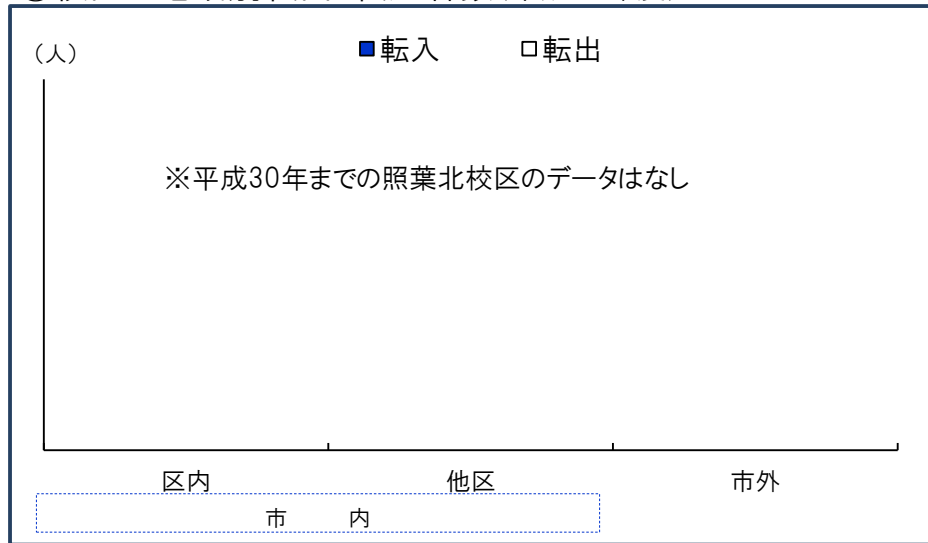 (人)
転入 転出
※平成30年までの照葉北校区のデータはなし
区内 他区 市外
市 内